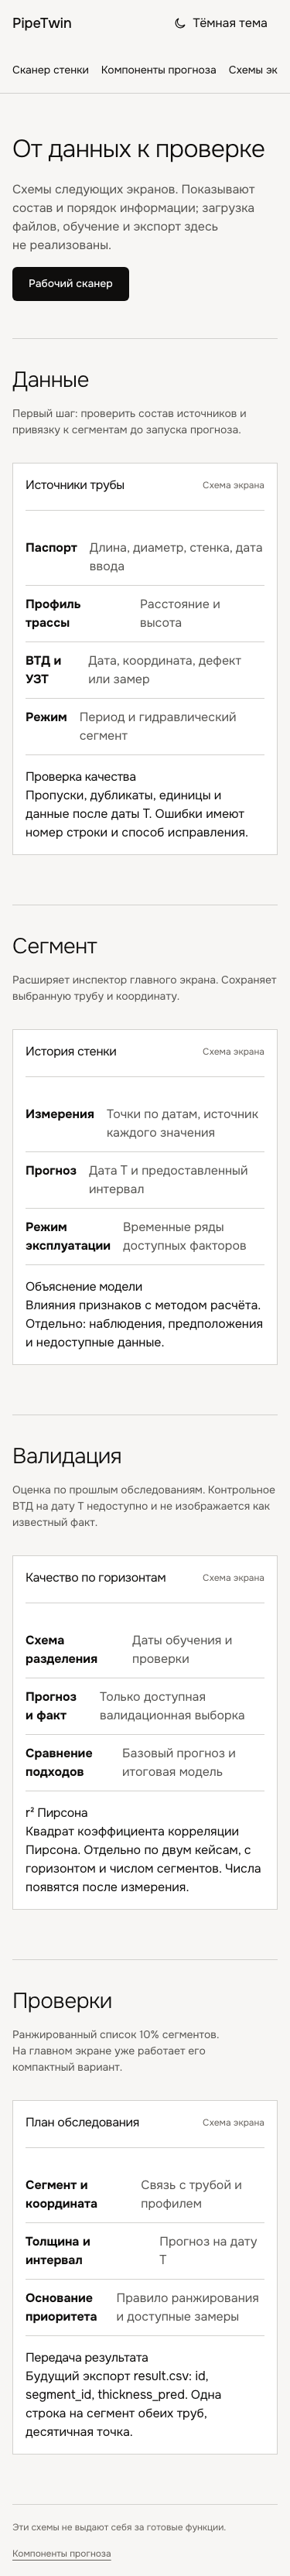 PipeTwin
Тёмная тема
Сканер стенки Компоненты прогноза Схемы эк
От данных к проверке
Схемы следующих экранов. Показывают
состав и порядок информации; загрузка
файлов, обучение и экспорт здесь
не реализованы.
Рабочий сканер
Данные
Первый шаг: проверить состав источников и
привязку к сегментам до запуска прогноза.
Источники трубы
Схема экрана
Паспорт
Длина, диаметр, стенка, дата
ввода
Профиль
трассы
Расстояние и
высота
ВТД и
УЗТ
Дата, координата, дефект
или замер
Режим
Период и гидравлический
сегмент
Проверка качества
Пропуски, дубликаты, единицы и
данные после даты Т. Ошибки имеют
номер строки и способ исправления.
Сегмент
Расширяет инспектор главного экрана. Сохраняет
выбранную трубу и координату.
История стенки
Схема экрана
Измерения
Точки по датам, источник
каждого значения
Прогноз
Дата Т и предоставленный
интервал
Режим
эксплуатации
Временные ряды
доступных факторов
Объяснение модели
Влияния признаков с методом расчёта.
Отдельно: наблюдения, предположения
и недоступные данные.
Валидация
Оценка по прошлым обследованиям. Контрольное
ВТД на дату Т недоступно и не изображается как
известный факт.
Качество по горизонтам
Схема экрана
Схема
разделения
Даты обучения и
проверки
Прогноз
и факт
Только доступная
валидационная выборка
Сравнение
подходов
Базовый прогноз и
итоговая модель
r² Пирсона
Квадрат коэффициента корреляции
Пирсона. Отдельно по двум кейсам, с
горизонтом и числом сегментов. Числа
появятся после измерения.
Проверки
Ранжированный список 10% сегментов.
На главном экране уже работает его
компактный вариант.
План обследования
Схема экрана
Сегмент и
координата
Связь с трубой и
профилем
Толщина и
интервал
Прогноз на дату
Т
Основание
приоритета
Правило ранжирования
и доступные замеры
Передача результата
Будущий экспорт result.csv: id,
segment_id, thickness_pred. Одна
строка на сегмент обеих труб,
десятичная точка.
Эти схемы не выдают себя за готовые функции.
Компоненты прогноза